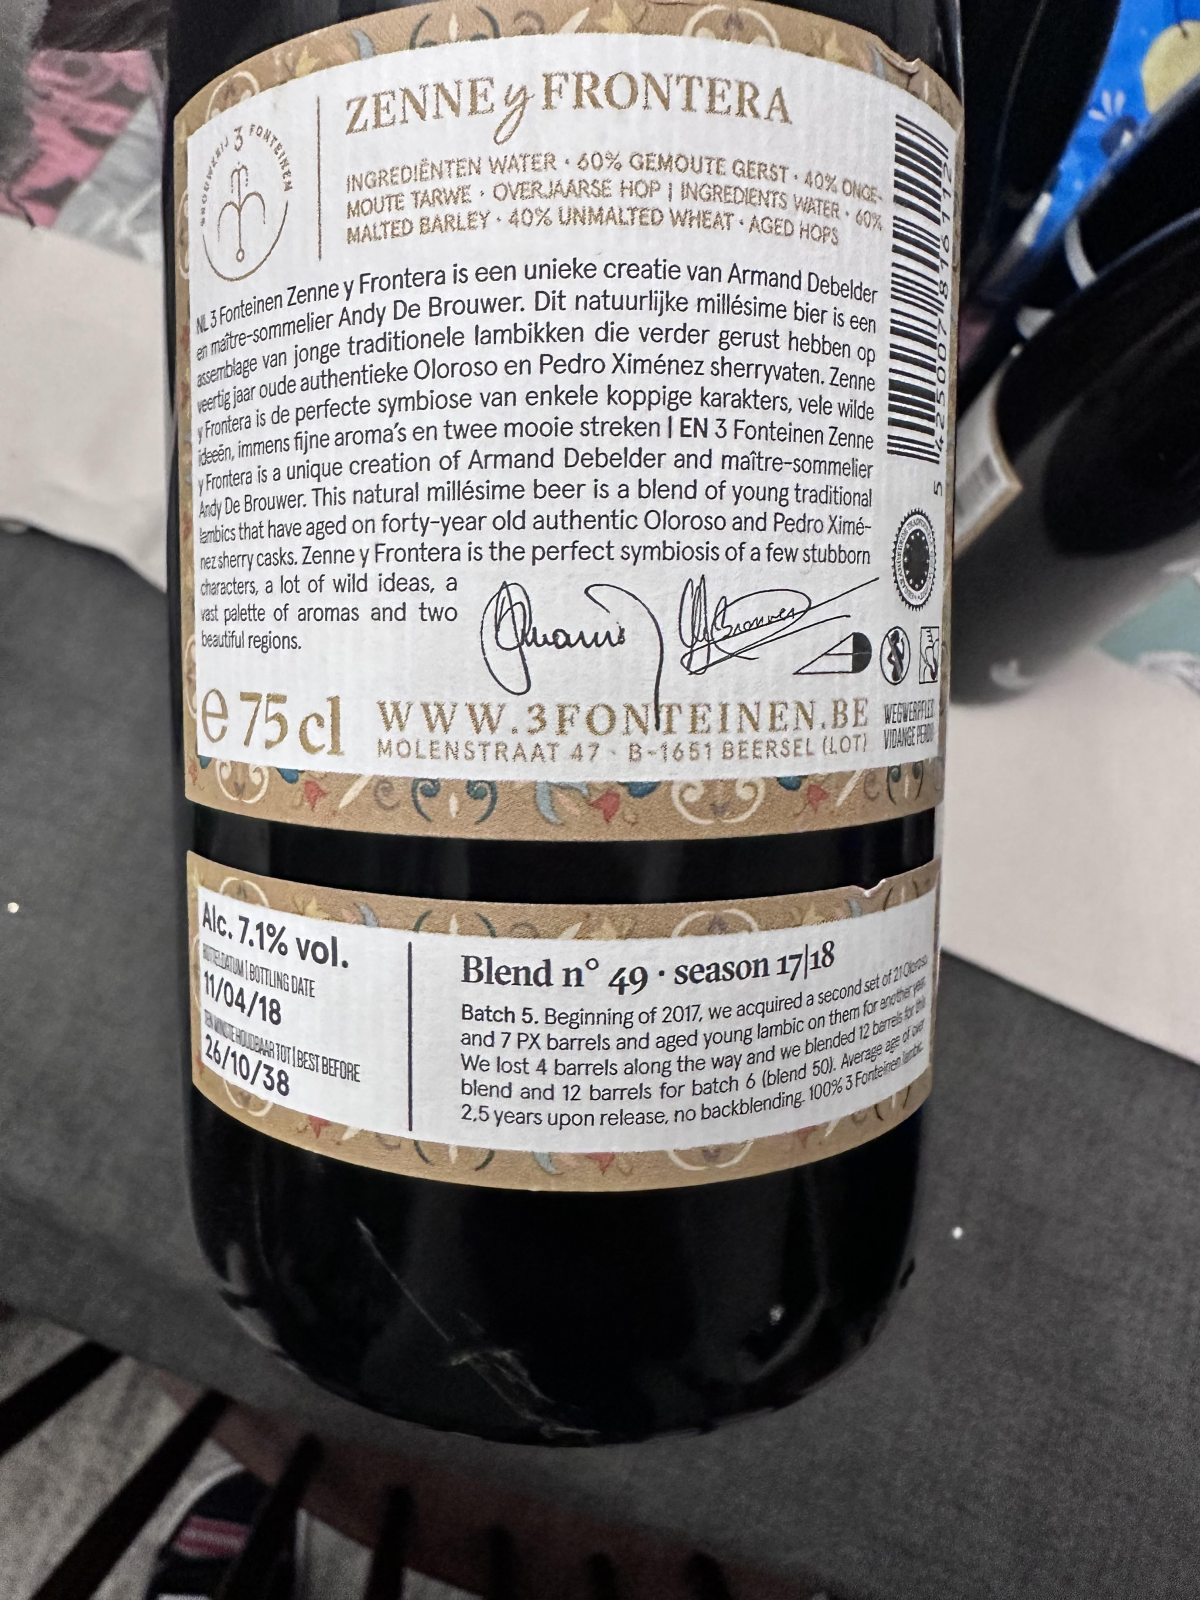 BROUWERIJ 3 FONTEINEN
ZENNE y FRONTERA
INGREDIËNTEN WATER · 60% GEMOUTE GERST · 40% ONGE-
MOUTE TARWE · OVERJAARSE HOP | INGREDIENTS WATER · 60%
MALTED BARLEY · 40% UNMALTED WHEAT · AGED HOPS
NL 3 Fonteinen Zenne y Frontera is een unieke creatie van Armand Debelder
en maître-sommelier Andy De Brouwer. Dit natuurlijke millésime bier is een
assemblage van jonge traditionele lambikken die verder gerust hebben op
veertig jaar oude authentieke Oloroso en Pedro Ximénez sherryvaten. Zenne
y Frontera is de perfecte symbiose van enkele koppige karakters, vele wilde
ideeën, immens fijne aroma's en twee mooie streken | EN 3 Fonteinen Zenne
y Frontera is a unique creation of Armand Debelder and maître-sommelier
Andy De Brouwer. This natural millésime beer is a blend of young traditional
lambics that have aged on forty-year old authentic Oloroso and Pedro Ximé-
nez sherry casks. Zenne y Frontera is the perfect symbiosis of a few stubborn
characters, a lot of wild ideas, a
vast palette of aromas and two
beautiful regions.
e 75 cl
WWW.3FONTEINEN.BE
MOLENSTRAAT 47 · B-1651 BEERSEL (LOT)
WEGWERPFLES
VIDANGE PERDU
Alc. 7.1% vol.
BOTTELDATUM | BOTTLING DATE
11/04/18
TEN MINSTE HOUDBAAR TOT | BEST BEFORE
26/10/38
Blend n° 49 · season 17|18
Batch 5. Beginning of 2017, we acquired a second set of 21 Oloroso
and 7 PX barrels and aged young lambic on them for another year.
We lost 4 barrels along the way and we blended 12 barrels for this
blend and 12 barrels for batch 6 (blend 50). Average age of over
2,5 years upon release, no backblending. 100% 3 Fonteinen lambic.